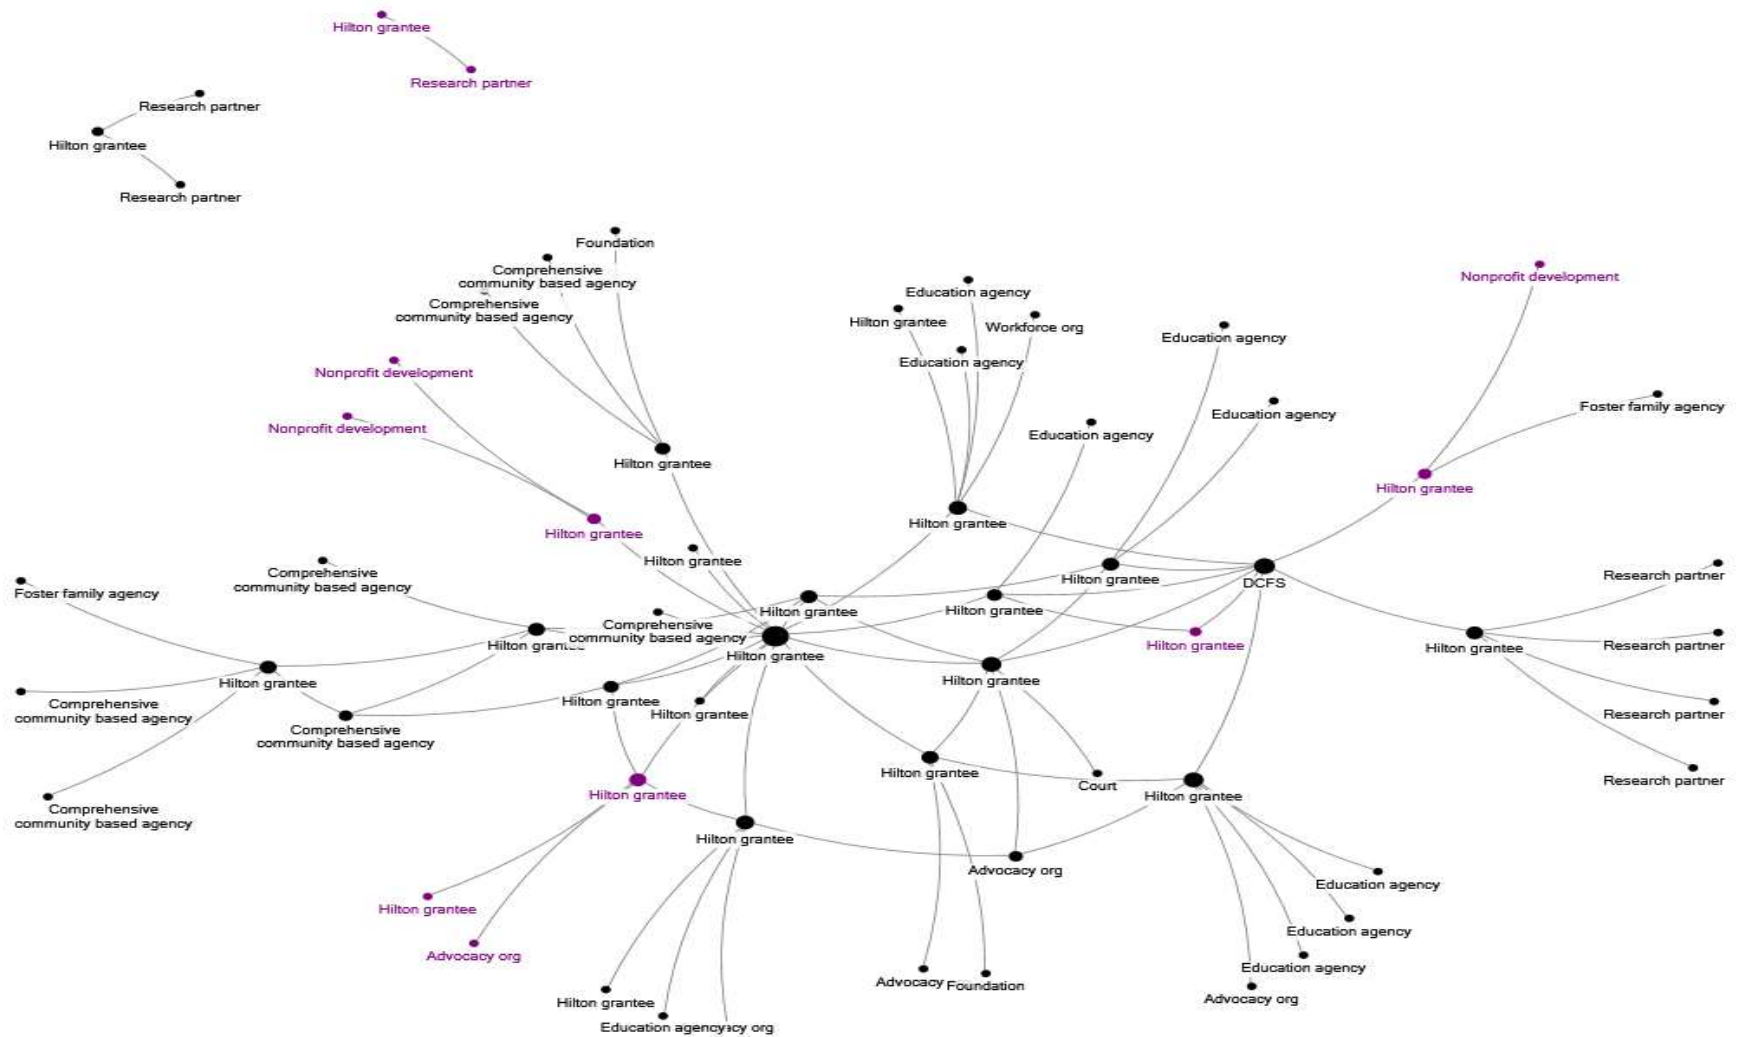 Hilton grantee
Research partner
Research partner
Hilton grantee
Research partner
Foundation
Comprehensive
community based agency
Comprehensive
community based agency
Nonprofit development
Education agency
Hilton grantee
Workforce org
Education agency
Education agency
Nonprofit development
Education agency
Foster family agency
Nonprofit development
Education agency
Hilton grantee
Hilton grantee
Hilton grantee
Hilton grantee
Hilton grantee
Comprehensive
community based agency
Foster family agency
Hilton grantee
DCFS
Research partner
Hilton grantee
Hilton grantee
Comprehensive
community based agency
Hilton grantee
Hilton grantee
Hilton grantee
Hilton grantee
Research partner
Hilton grantee
Hilton grantee
Comprehensive
community based agency
Hilton grantee
Hilton grantee
Research partner
Comprehensive
community based agency
Hilton grantee
Court
Research partner
Hilton grantee
Hilton grantee
Comprehensive
community based agency
Hilton grantee
Advocacy org
Education agency
Hilton grantee
Education agency
Advocacy org
Education agency
Advocacy
Foundation
Advocacy org
Hilton grantee
Education agency
org